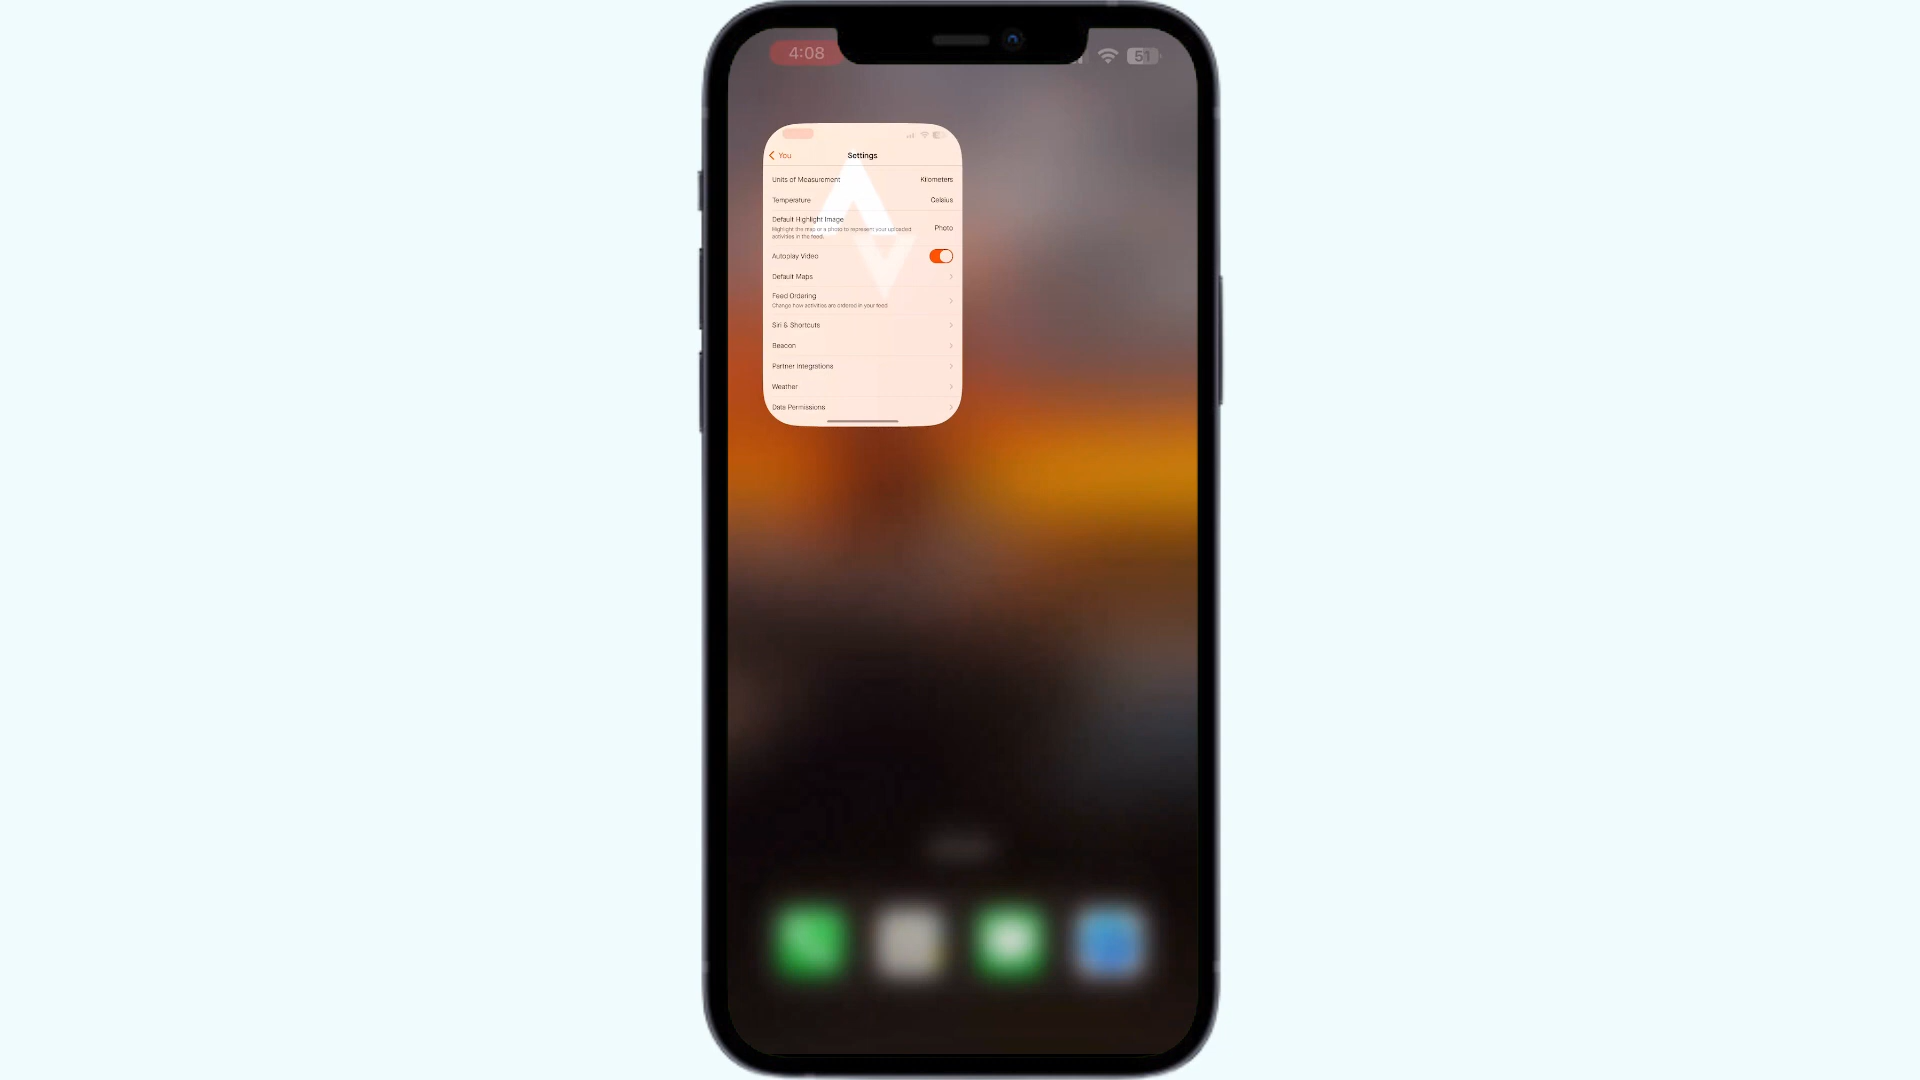 4:08
51
You
Settings
Units of Measurement
Kilometers
Temperature
Celsius
Default Highlight Image
Highlight the map or a photo to represent your uploaded
activities in the feed.
Photo
Autoplay Video
Default Maps
Feed Ordering
Change how activities are ordered in your feed
Siri & Shortcuts
Beacon
Partner Integrations
Weather
Data Permissions